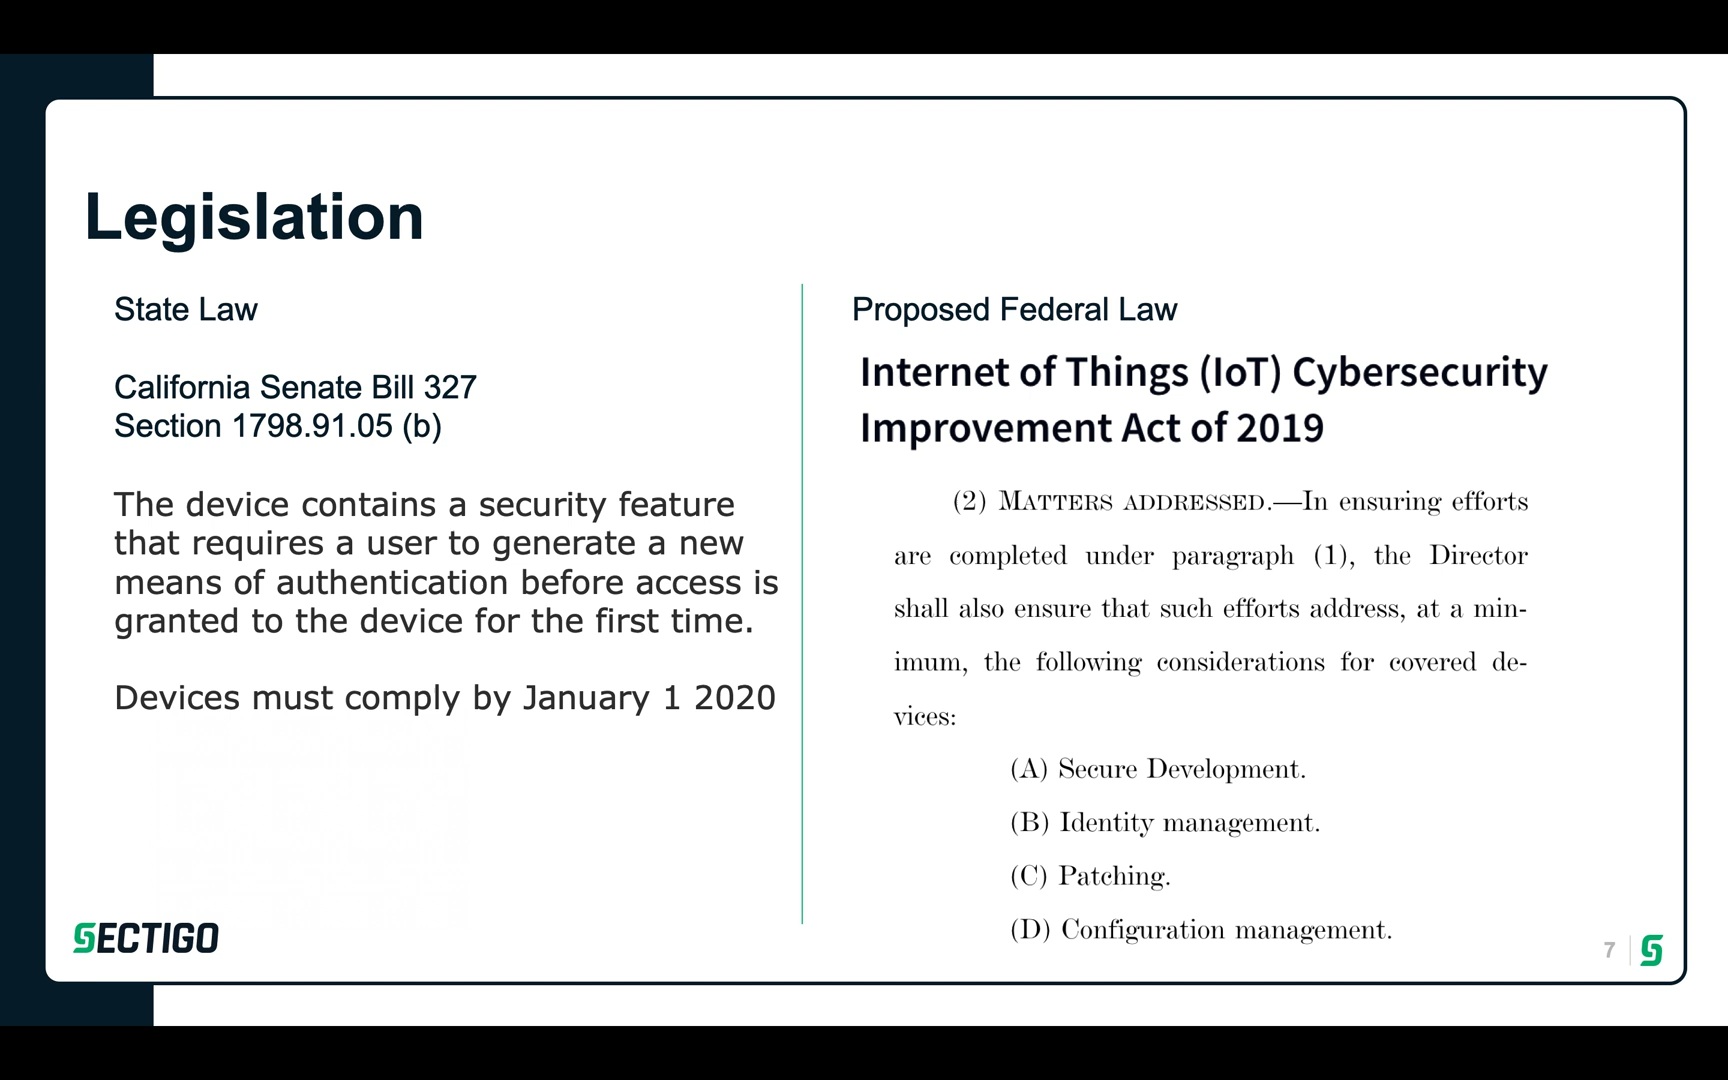 Legislation
State Law
California Senate Bill 327
Section 1798.91.05 (b)
The device contains a security feature
that requires a user to generate a new
means of authentication before access is
granted to the device for the first time.
Devices must comply by January 1 2020
Proposed Federal Law
Internet of Things (IoT) Cybersecurity
Improvement Act of 2019
(2) MATTERS ADDRESSED.—In ensuring efforts
are completed under paragraph (1), the Director
shall also ensure that such efforts address, at a min-
imum, the following considerations for covered de-
vices:
(A) Secure Development.
(B) Identity management.
(C) Patching.
(D) Configuration management.
SECTIGO
7 S